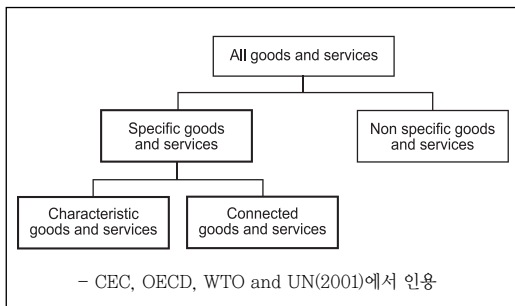 All goods and services
Specific goods
and services
Non specific goods
and services
Characteristic
goods and services
Connected
goods and services
- CEC, OECD, WTO and UN(2001)에서 인용